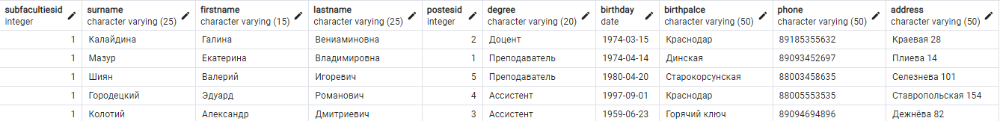 subfacultiesid surname firstname lastname postesid degree birthday birthpalce phone address
integer character varying (25) character varying (15) character varying (25) integer character varying (20) date character varying (50) character varying (50) character varying (50)
1 Калайдина Галина Вениаминовна 2 Доцент 1974-03-15 Краснодар 89185355632 Краевая 28
1 Мазур Екатерина Владимировна 1 Преподаватель 1974-04-14 Динская 89093452697 Плиева 14
1 Шиян Валерий Игоревич 5 Преподаватель 1980-04-20 Старокорсунская 88003458635 Селезнева 101
1 Городецкий Эдуард Романович 4 Ассистент 1997-09-01 Краснодар 88005553535 Ставропольская 154
1 Колотий Александр Дмитриевич 3 Ассистент 1959-06-23 Горячий ключ 89094694896 Дежнёва 82